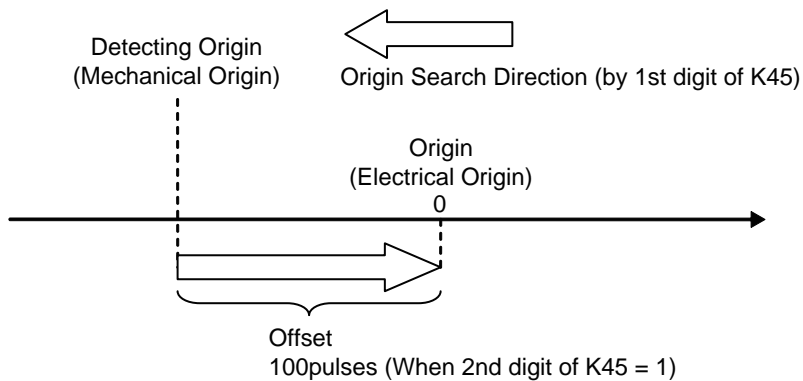 Detecting Origin
(Mechanical Origin)
Origin Search Direction (by 1st digit of K45)
Origin
(Electrical Origin)
0
Offset
100pulses (When 2nd digit of K45 = 1)